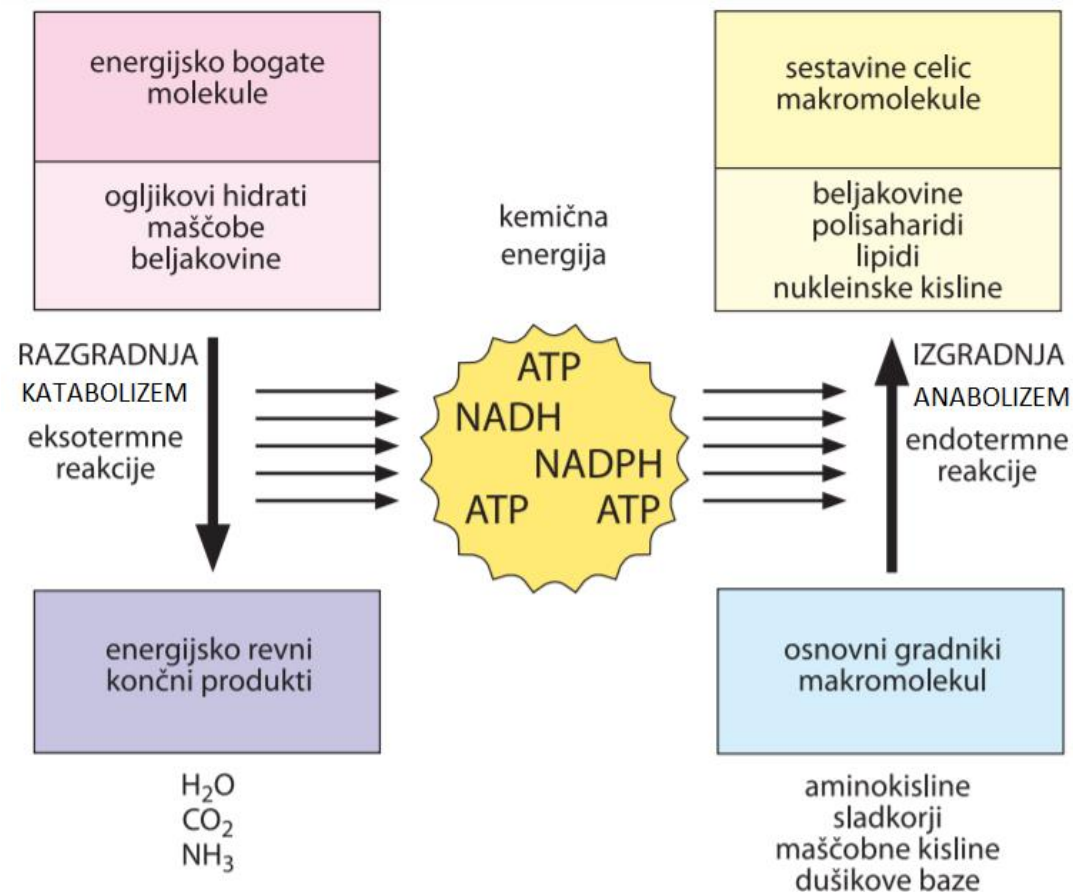 energijsko bogate
molekule
ogljikovi hidrati
maščobe
beljakovine
RAZGRADNJA
KATABOLIZEM
eksotermne
reakcije
energijsko revni
končni produkti
H₂O
CO₂
NH₃
kemična
energija
ATP
NADH
NADPH
ATP ATP
sestavine celic
makromolekule
beljakovine
polisaharidi
lipidi
nukleinske kisline
IZGRADNJA
ANABOLIZEM
endotermne
reakcije
osnovni gradniki
makromolekul
aminokisline
sladkorji
maščobne kisline
dušikove baze